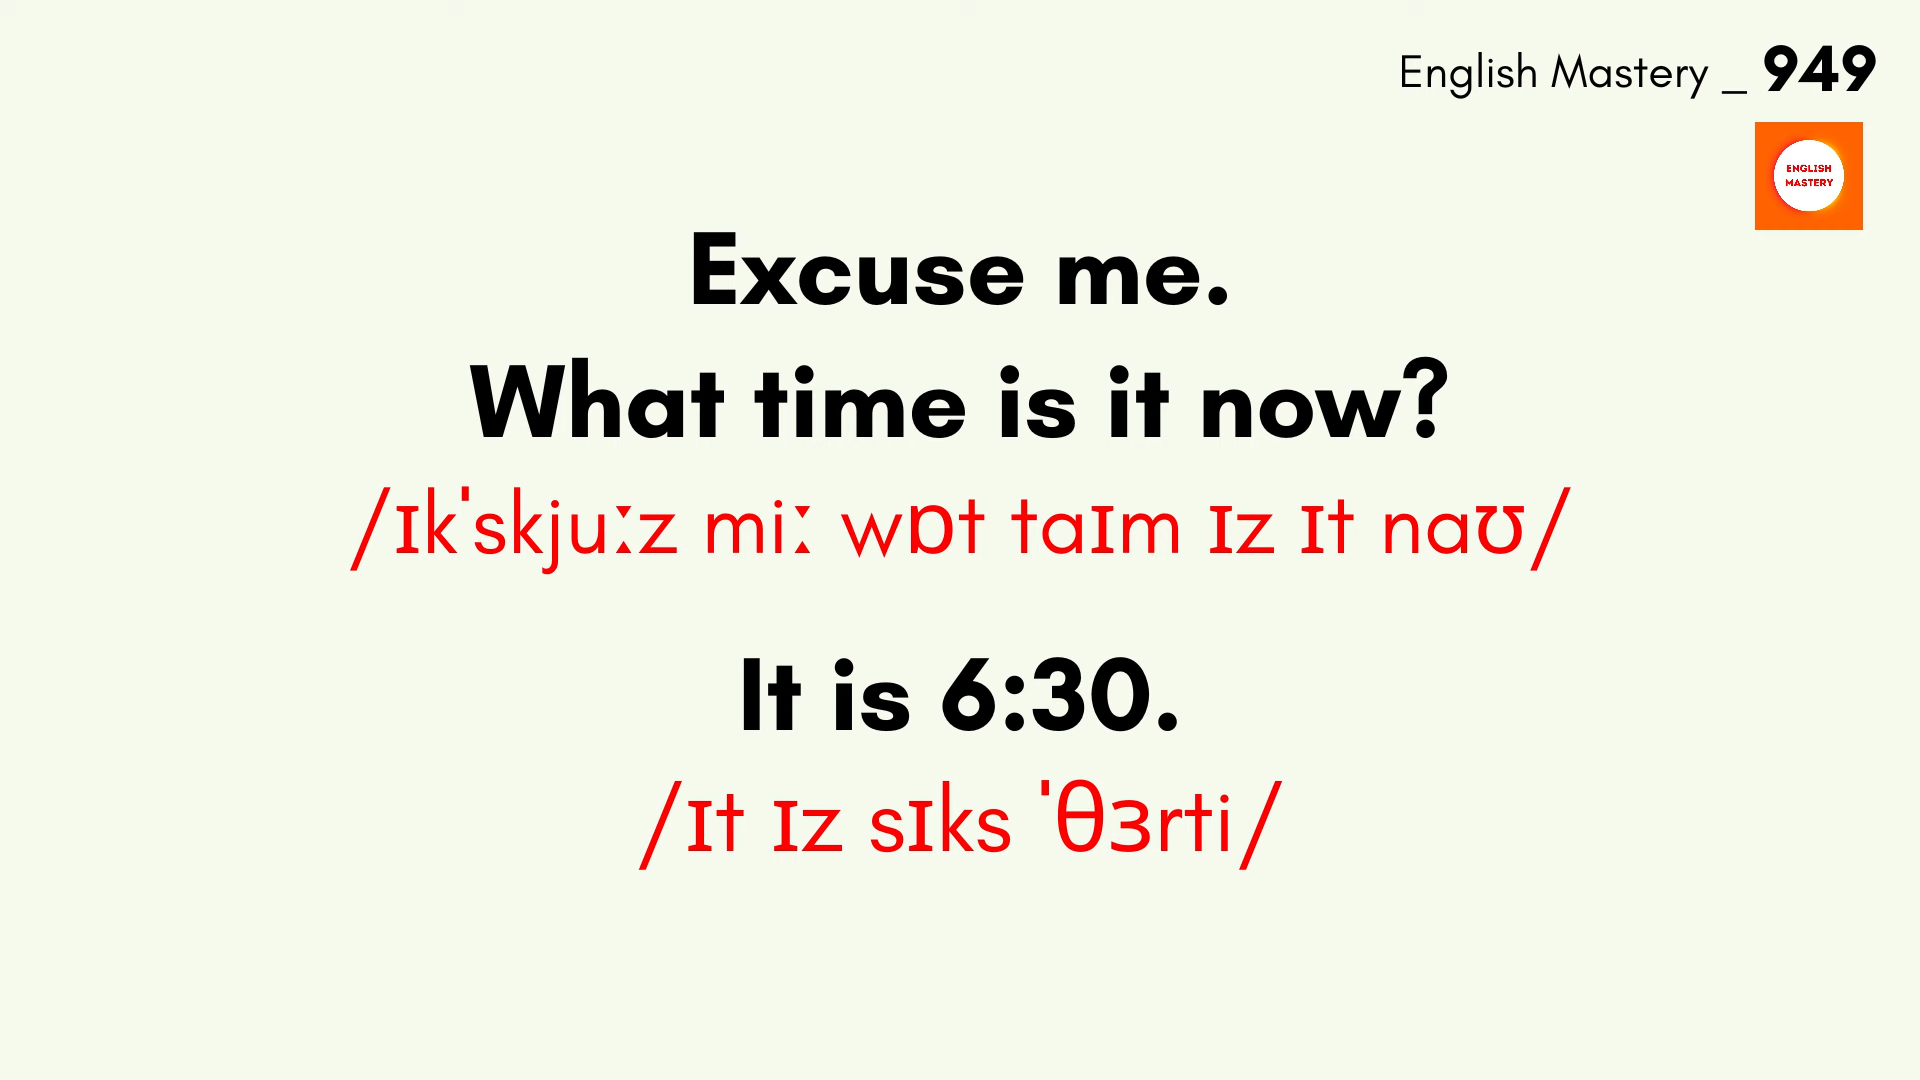 English Mastery _ 949
ENGLISH
MASTERY
Excuse me.
What time is it now?
/ɪkˈskjuːz miː wɒt taɪm ɪz ɪt naʊ/
It is 6:30.
/ɪt ɪz sɪks ˈθɜrti/